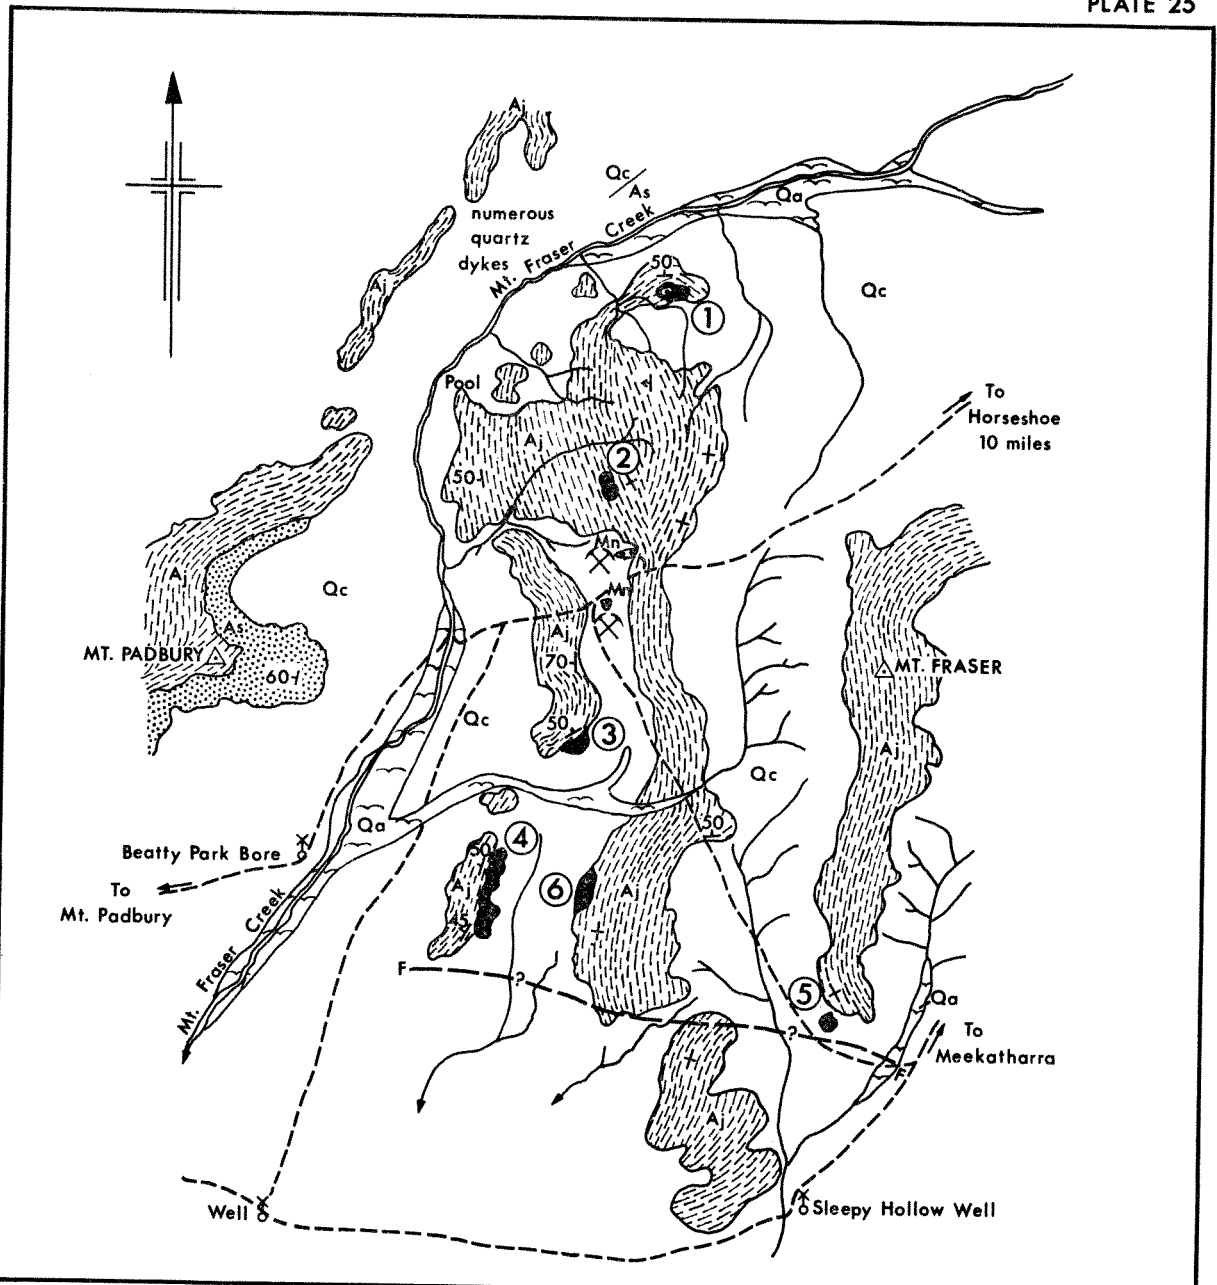 PLATE 25
Aj
Qc
As
Qa
numerous
quartz
dykes
Mt. Fraser Creek
50
Qc
Aj
1
Pool
To
Horseshoe
10 miles
A
2
50
Mn
Aj
Qc
Mn
As
A
MT. PADBURY
70
MT. FRASER
60
Qc
50
3
Aj
Qc
Qa
50
4
Beatty Park Bore
50
To
Mt. Padbury
Aj
6
A
45
Mt. Fraser Creek
F
?
5
Qa
?
To
Meekatharra
F
Aj
Well
Sleepy Hollow Well